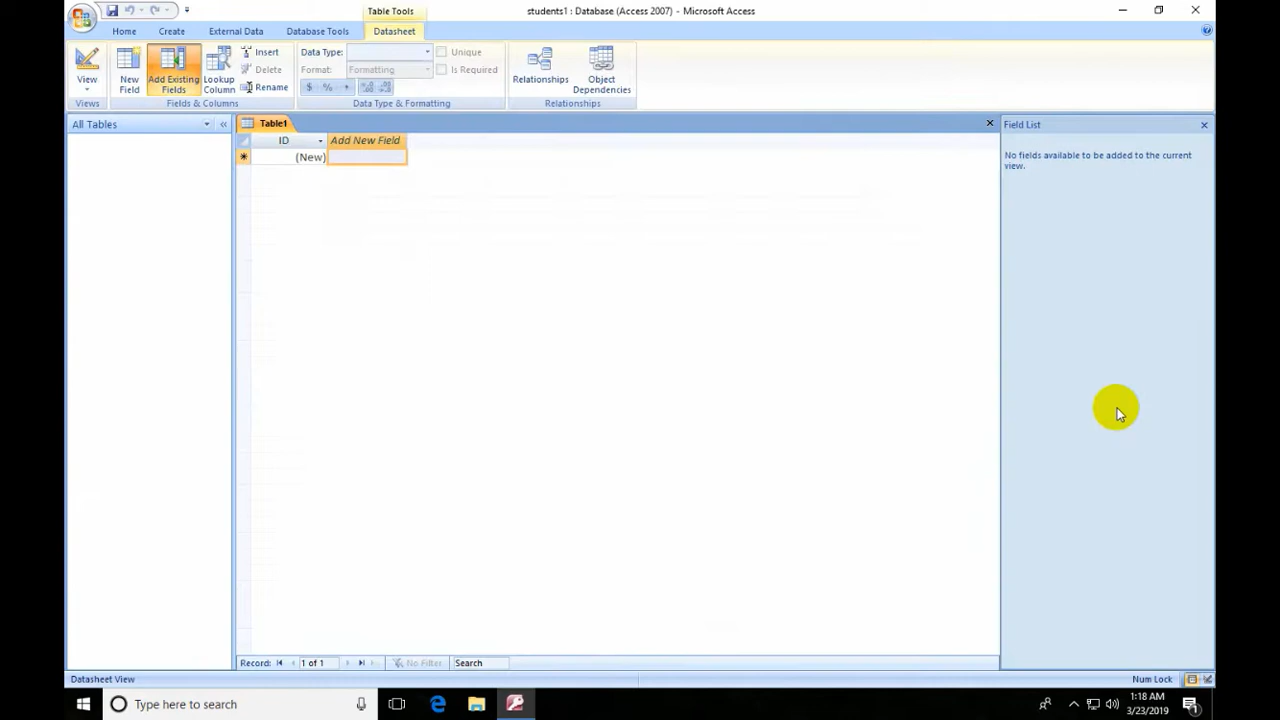 Table Tools
students1 : Database (Access 2007) - Microsoft Access
Home Create External Data Database Tools Datasheet
View
Views
New Field
Add Existing Fields
Lookup Column
Insert
Delete
Rename
Fields & Columns
Data Type:
Format: Formatting
$ % ,
Unique
Is Required
Data Type & Formatting
Relationships
Object Dependencies
Relationships
All Tables «
Table1
ID Add New Field
(New)
Field List
No fields available to be added to the current
view.
Record: 1 of 1 No Filter Search
Datasheet View Num Lock
Type here to search
1:18 AM
3/23/2019
1